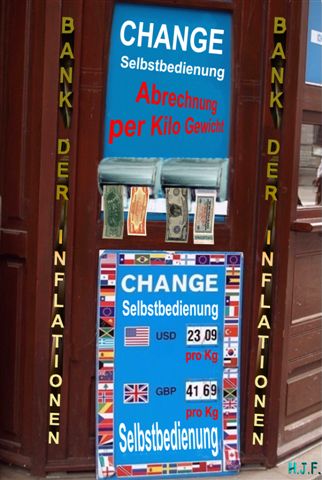 BANK DER INFLATIONEN
CHANGE
Selbstbedienung
Abrechnung
per Kilo Gewicht
BANK DER INFLATIONEN
CHANGE
Selbstbedienung
USD 23 09
pro Kg
GBP 41 69
pro Kg
Selbstbedienung
H.J.F.